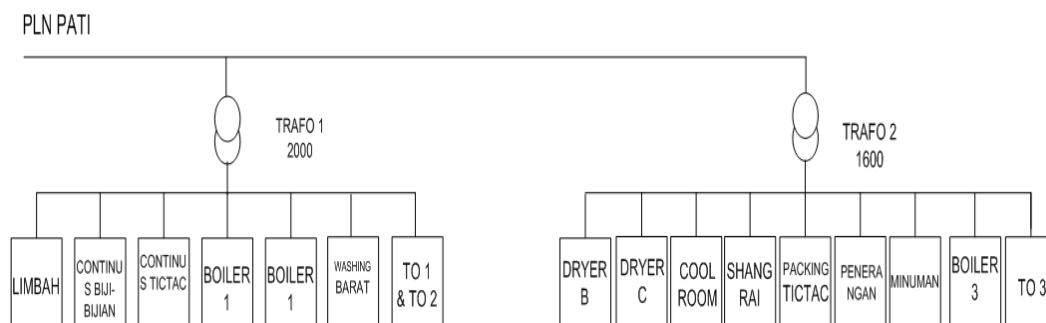 PLN PATI
TRAFO 1
2000
TRAFO 2
1600
LIMBAH
CONTINU
S BIJI-
BIJIAN
CONTINU
S TICTAC
BOILER
1
BOILER
1
WASHING
BARAT
TO 1
& TO 2
DRYER
B
DRYER
C
COOL
ROOM
SHANG
RAI
PACKING
TICTAC
PENERA
NGAN
MINUMAN
BOILER
3
TO 3